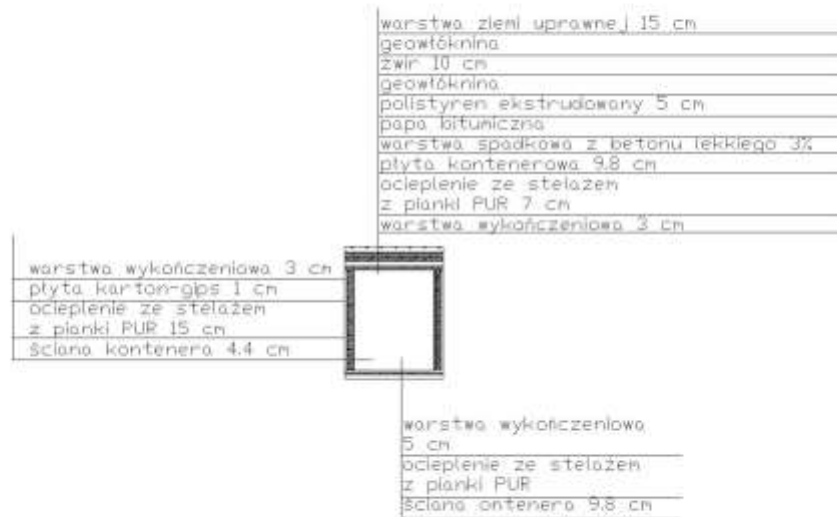 warstwa ziemi uprawnej 15 cm
geowłóknina
żwir 10 cm
geowłóknina
polistyren ekstrudowany 5 cm
papa bitumiczna
warstwa spadkowa z betonu lekkiego 3%
płyta kontenerowa 9.8 cm
ocieplenie ze stelażem
z pianki PUR 7 cm
warstwa wykończeniowa 3 cm
warstwa wykończeniowa 3 cm
płyta karton-gips 1 cm
ocieplenie ze stelażem
z pianki PUR 15 cm
ściana kontenera 4.4 cm
warstwa wykończeniowa
5 cm
ocieplenie ze stelażem
z pianki PUR
ściana ontenera 9.8 cm